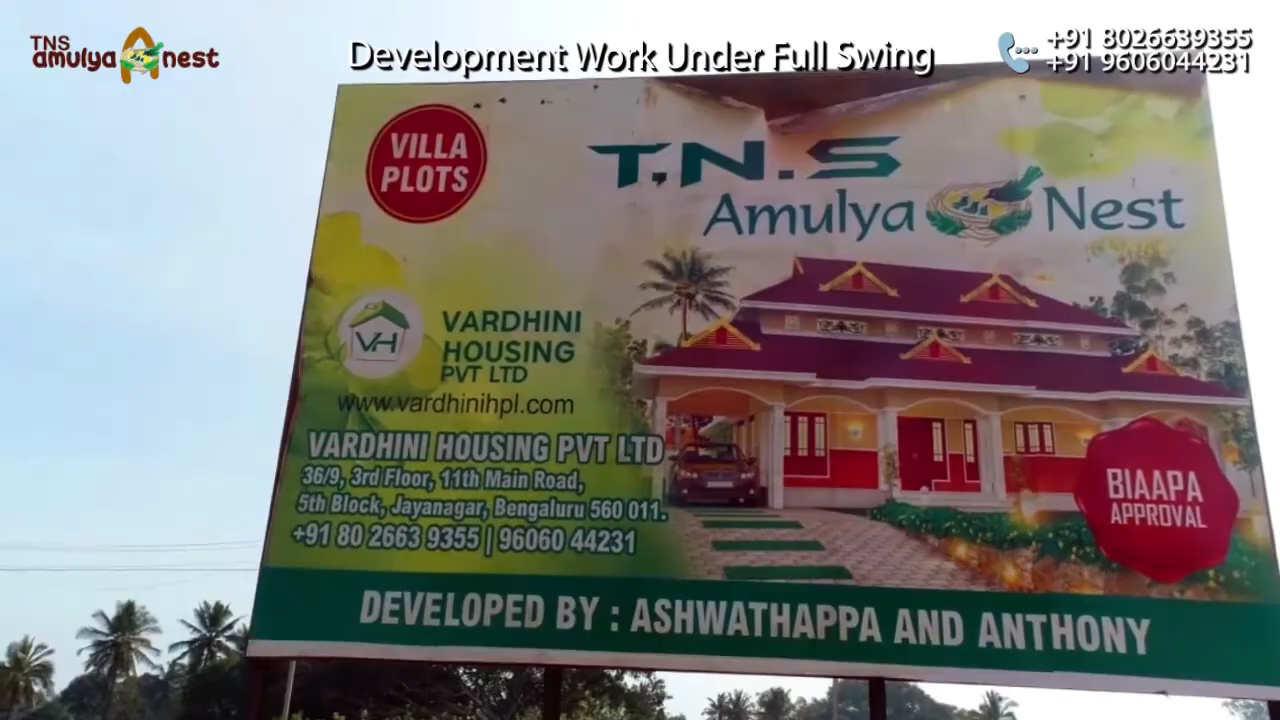 TNS
amulya nest
Development Work Under Full Swing
+91 8026639355
+91 9606044231
VILLA
PLOTS
T.N.S
Amulya Nest
VH
VARDHINI
HOUSING
PVT LTD
www.vardhinihpl.com
VARDHINI HOUSING PVT LTD
36/9, 3rd Floor, 11th Main Road,
5th Block, Jayanagar, Bengaluru 560 011.
+91 80 2663 9355 | 96060 44231
BIAAPA
APPROVAL
DEVELOPED BY : ASHWATHAPPA AND ANTHONY